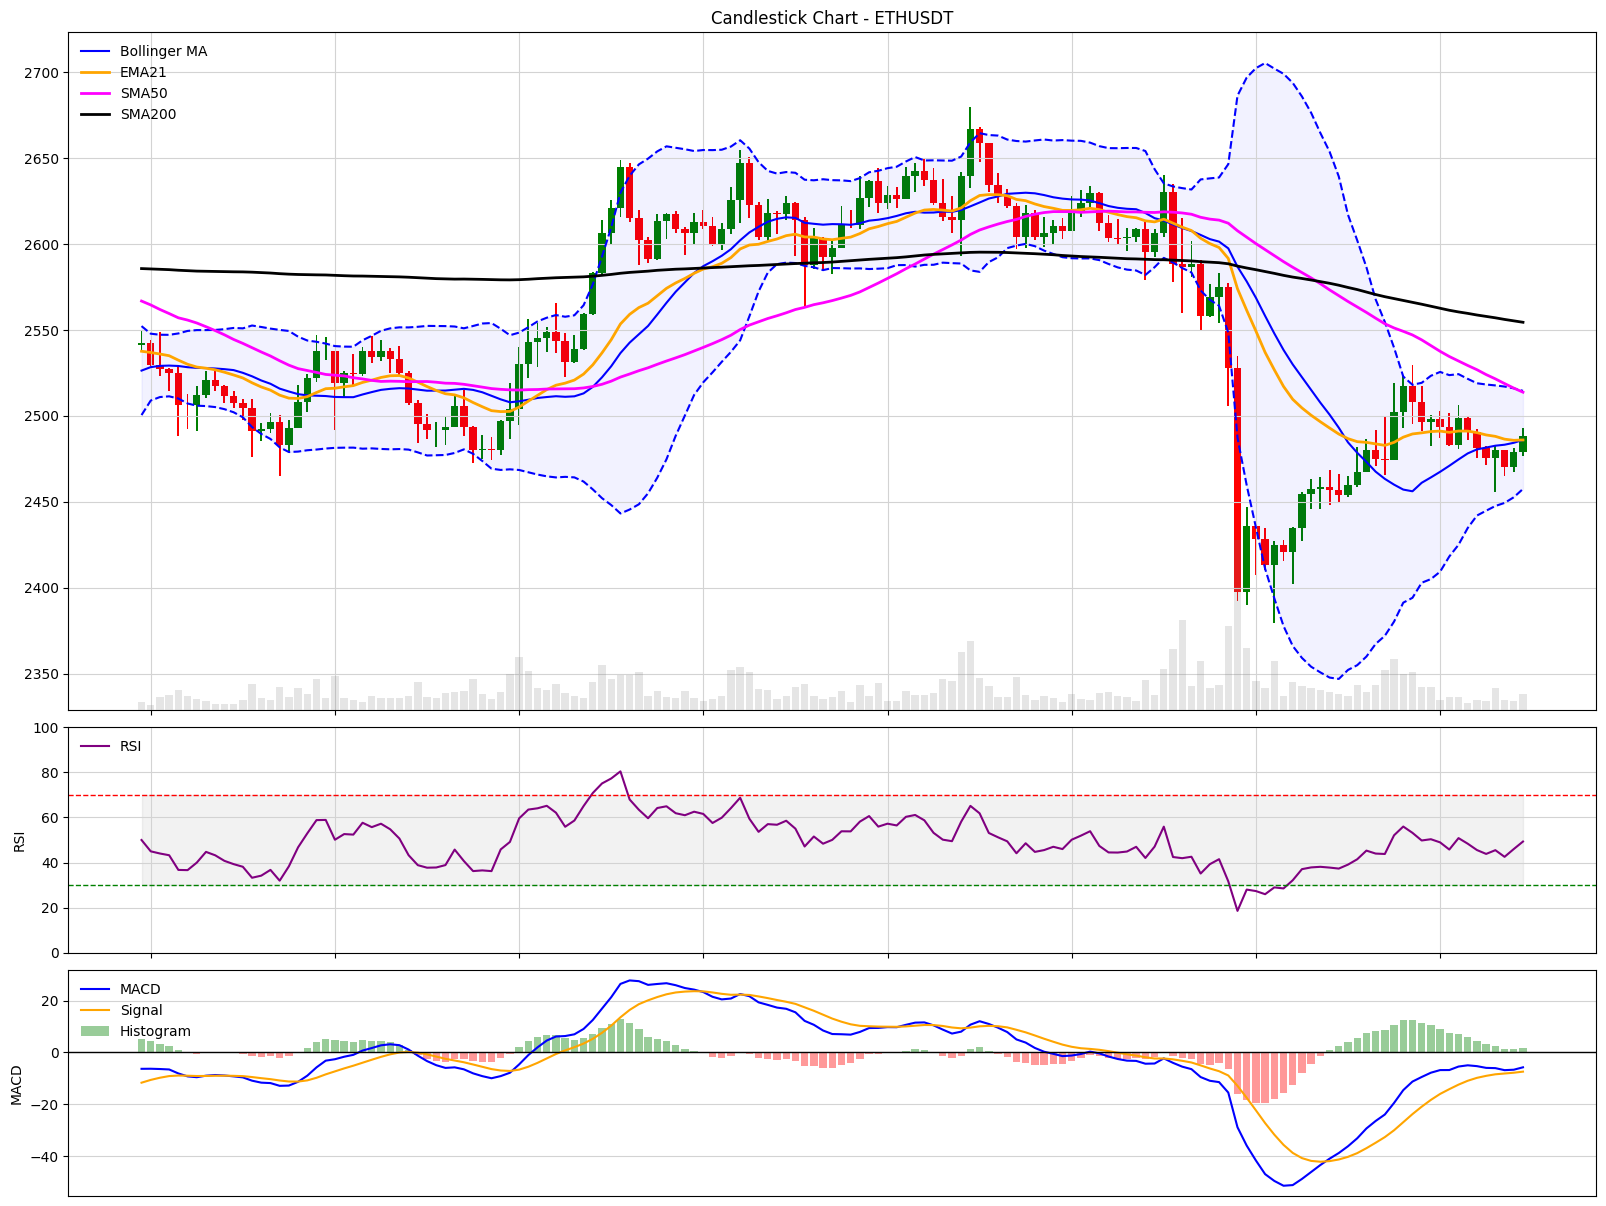 Candlestick Chart - ETHUSDT
Bollinger MA
EMA21
SMA50
SMA200
2700
2650
2600
2550
2500
2450
2400
2350
RSI
100
80
60
40
20
0
RSI
MACD
Signal
Histogram
20
0
−20
−40
MACD